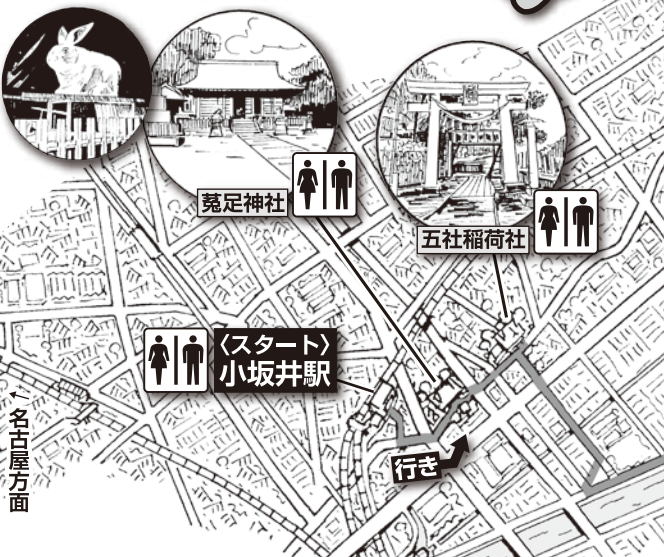 菟足神社
五社稲荷社
〈スタート〉
小坂井駅
←名古屋方面
行き